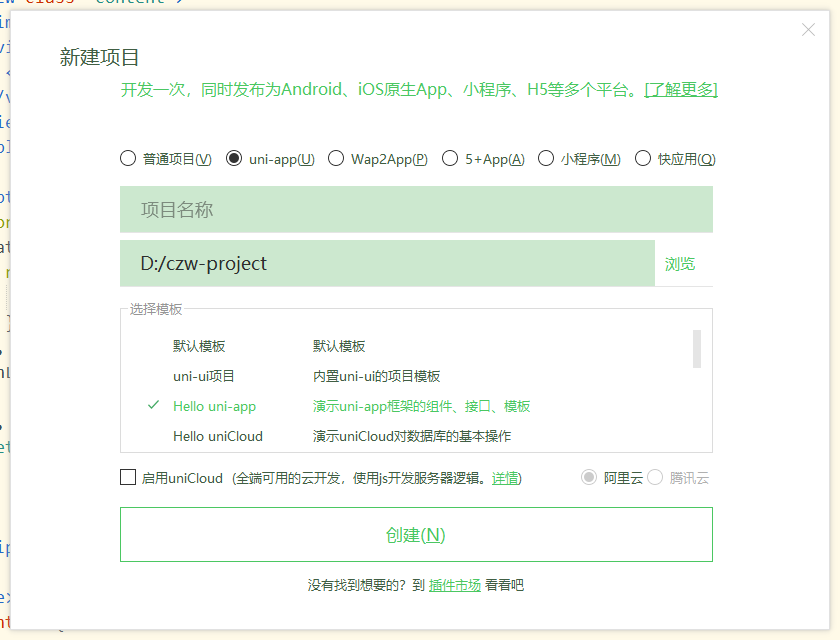 新建项目
开发一次，同时发布为Android、iOS原生App、小程序、H5等多个平台。[了解更多]
普通项目(V) uni-app(U) Wap2App(P) 5+App(A) 小程序(M) 快应用(Q)
项目名称
D:/czw-project 浏览
选择模板
默认模板 默认模板
uni-ui项目 内置uni-ui的项目模板
Hello uni-app 演示uni-app框架的组件、接口、模板
Hello uniCloud 演示uniCloud对数据库的基本操作
启用uniCloud（全端可用的云开发，使用js开发服务器逻辑。详情) 阿里云 腾讯云
创建(N)
没有找到想要的？到 插件市场 看看吧